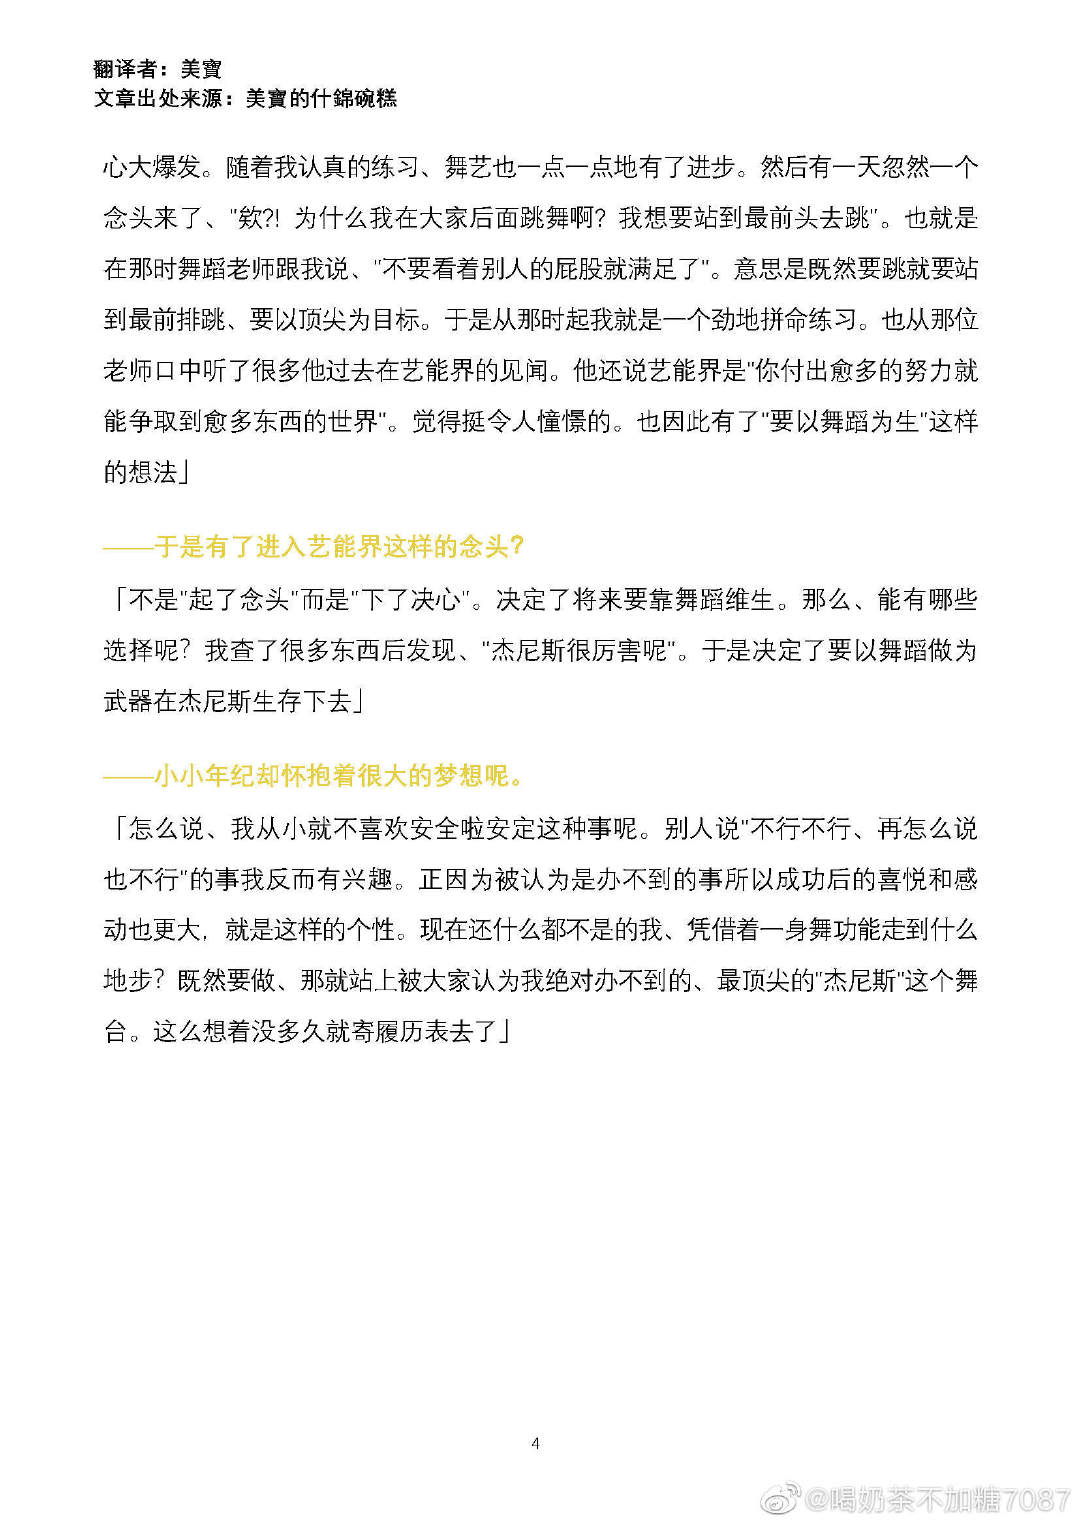 翻译者：美寶
文章出处来源：美寶的什錦碗糕
心大爆发。随着我认真的练习、舞艺也一点一点地有了进步。然后有一天忽然一个
念头来了、"欸?! 为什么我在大家后面跳舞啊? 我想要站到最前头去跳"。也就是
在那时舞蹈老师跟我说、"不要看着别人的屁股就满足了"。意思是既然要跳就要站
到最前排跳、要以顶尖为目标。于是从那时起我就是一个劲地拼命练习。也从那位
老师口中听了很多他过去在艺能界的见闻。他还说艺能界是"你付出愈多的努力就
能争取到愈多东西的世界"。觉得挺令人憧憬的。也因此有了"要以舞蹈为生"这样
的想法」
——于是有了进入艺能界这样的念头?
「不是"起了念头"而是"下了决心"。决定了将来要靠舞蹈维生。那么、能有哪些
选择呢? 我查了很多东西后发现、"杰尼斯很厉害呢"。于是决定了要以舞蹈做为
武器在杰尼斯生存下去」
——小小年纪却怀抱着很大的梦想呢。
「怎么说、我从小就不喜欢安全啦安定这种事呢。别人说"不行不行、再怎么说
也不行"的事我反而有兴趣。正因为被认为是办不到的事所以成功后的喜悦和感
动也更大，就是这样的个性。现在还什么都不是的我、凭借着一身舞功能走到什么
地步? 既然要做、那就站上被大家认为我绝对办不到的、最顶尖的"杰尼斯"这个舞
台。这么想着没多久就寄履历表去了」
4
@喝奶茶不加糖7087